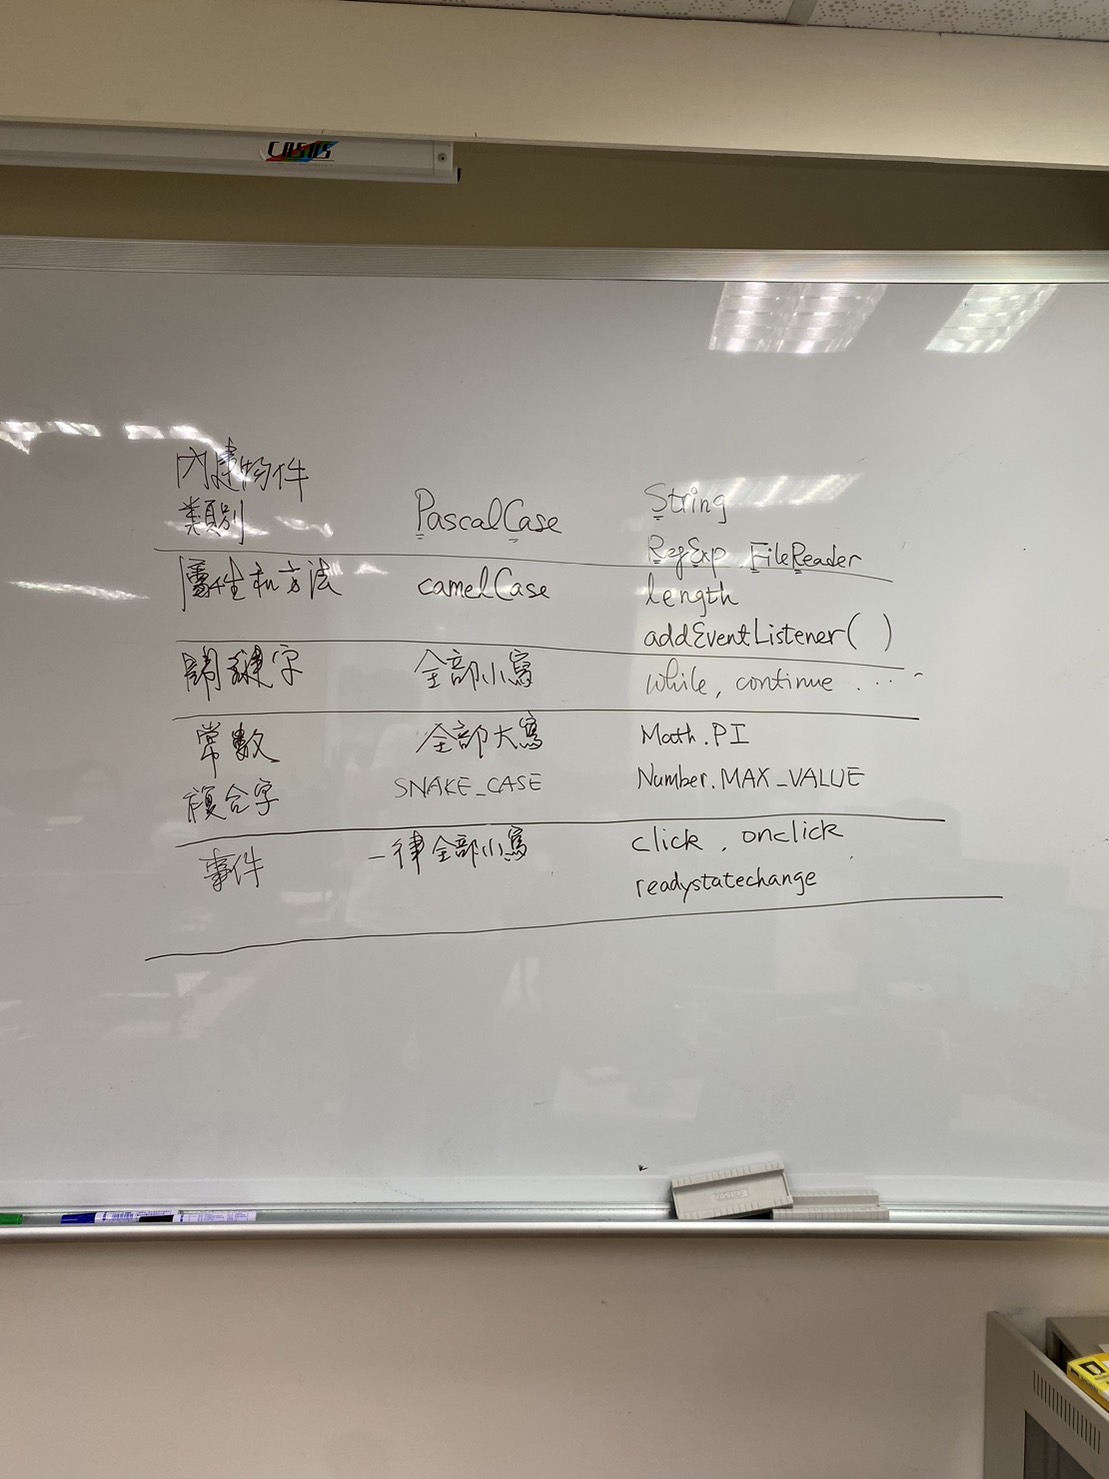 內建物件
類別 PascalCase String
RegExp FileReader
屬性和方法 camelCase length
addEventListener( )
關鍵字 全部小寫 while, continue ....
常數 全部大寫 Math.PI
複合字 SNAKE_CASE Number.MAX_VALUE
事件 一律全部小寫 click, onclick
readystatechange